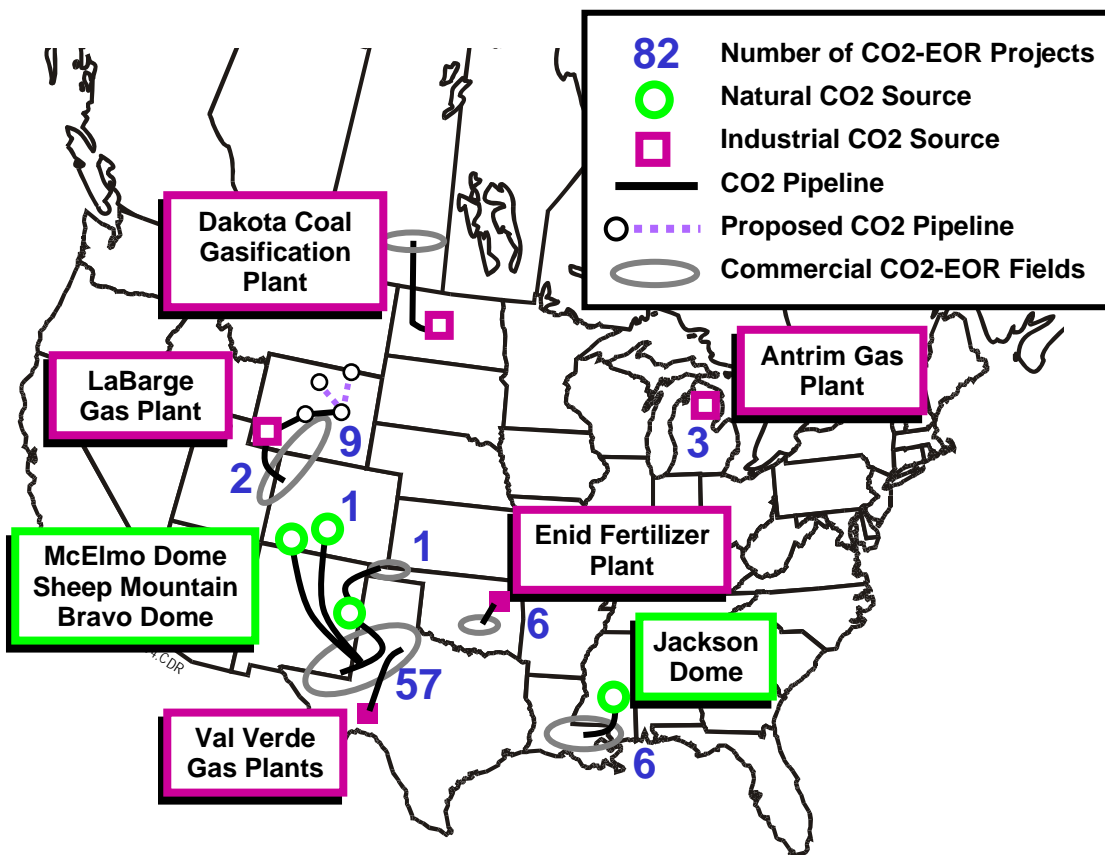 82 Number of CO2-EOR Projects
Natural CO2 Source
Industrial CO2 Source
CO2 Pipeline
Proposed CO2 Pipeline
Commercial CO2-EOR Fields
Dakota Coal
Gasification
Plant
LaBarge
Gas Plant
Antrim Gas
Plant
9
3
2
1
1
McElmo Dome
Sheep Mountain
Bravo Dome
Enid Fertilizer
Plant
6
Jackson
Dome
57
Val Verde
Gas Plants
6